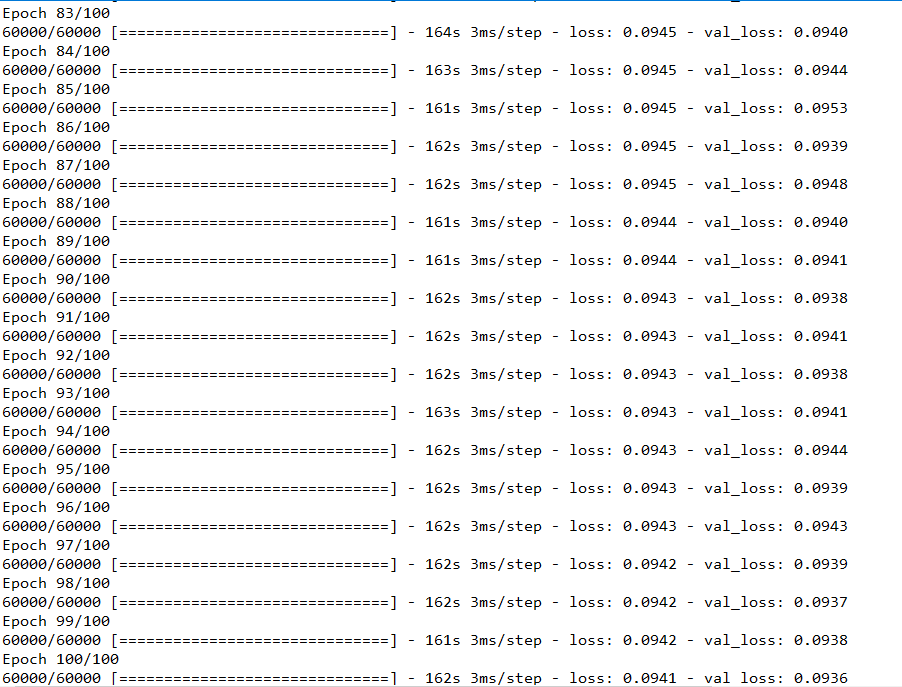 Epoch 83/100
60000/60000 [==============================] - 164s 3ms/step - loss: 0.0945 - val_loss: 0.0940
Epoch 84/100
60000/60000 [==============================] - 163s 3ms/step - loss: 0.0945 - val_loss: 0.0944
Epoch 85/100
60000/60000 [==============================] - 161s 3ms/step - loss: 0.0945 - val_loss: 0.0953
Epoch 86/100
60000/60000 [==============================] - 162s 3ms/step - loss: 0.0945 - val_loss: 0.0939
Epoch 87/100
60000/60000 [==============================] - 162s 3ms/step - loss: 0.0945 - val_loss: 0.0948
Epoch 88/100
60000/60000 [==============================] - 161s 3ms/step - loss: 0.0944 - val_loss: 0.0940
Epoch 89/100
60000/60000 [==============================] - 161s 3ms/step - loss: 0.0944 - val_loss: 0.0941
Epoch 90/100
60000/60000 [==============================] - 162s 3ms/step - loss: 0.0943 - val_loss: 0.0938
Epoch 91/100
60000/60000 [==============================] - 162s 3ms/step - loss: 0.0943 - val_loss: 0.0941
Epoch 92/100
60000/60000 [==============================] - 162s 3ms/step - loss: 0.0943 - val_loss: 0.0938
Epoch 93/100
60000/60000 [==============================] - 163s 3ms/step - loss: 0.0943 - val_loss: 0.0941
Epoch 94/100
60000/60000 [==============================] - 162s 3ms/step - loss: 0.0943 - val_loss: 0.0944
Epoch 95/100
60000/60000 [==============================] - 162s 3ms/step - loss: 0.0943 - val_loss: 0.0939
Epoch 96/100
60000/60000 [==============================] - 162s 3ms/step - loss: 0.0943 - val_loss: 0.0943
Epoch 97/100
60000/60000 [==============================] - 162s 3ms/step - loss: 0.0942 - val_loss: 0.0939
Epoch 98/100
60000/60000 [==============================] - 162s 3ms/step - loss: 0.0942 - val_loss: 0.0937
Epoch 99/100
60000/60000 [==============================] - 161s 3ms/step - loss: 0.0942 - val_loss: 0.0938
Epoch 100/100
60000/60000 [==============================] - 162s 3ms/step - loss: 0.0941 - val_loss: 0.0936